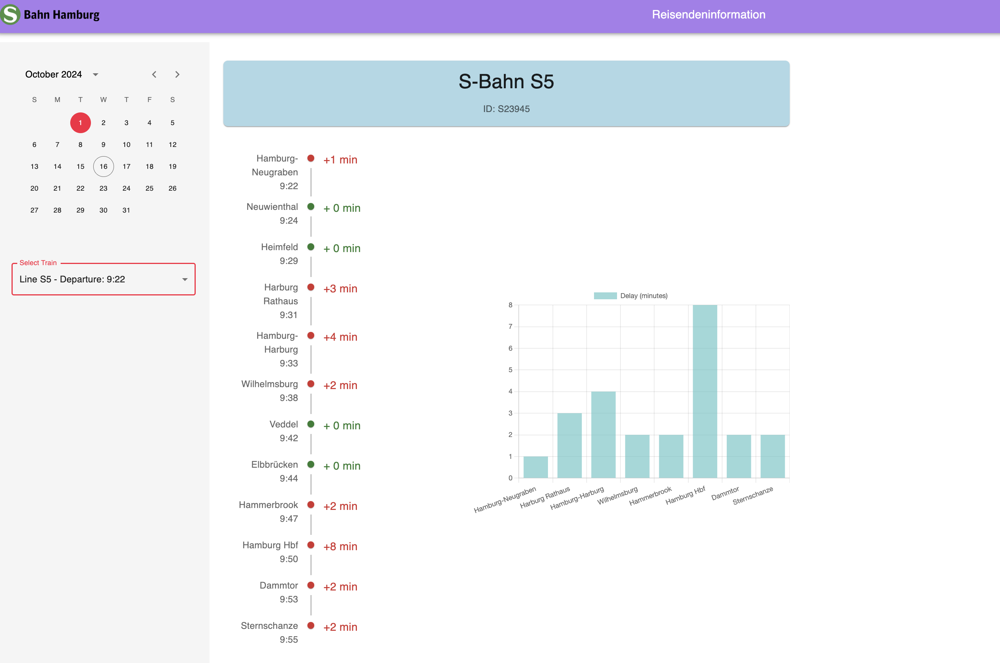 S Bahn Hamburg
Reisendeninformation
October 2024
S M T W T F S
1 2 3 4 5
6 7 8 9 10 11 12
13 14 15 16 17 18 19
20 21 22 23 24 25 26
27 28 29 30 31
Select Train
Line S5 - Departure: 9:22
S-Bahn S5
ID: S23945
Hamburg-
Neugraben
9:22
+1 min
Neuwienthal
9:24
+ 0 min
Heimfeld
9:29
+ 0 min
Harburg
Rathaus
9:31
+3 min
Hamburg-
Harburg
9:33
+4 min
Wilhelmsburg
9:38
+2 min
Veddel
9:42
+ 0 min
Elbbrücken
9:44
+ 0 min
Hammerbrook
9:47
+2 min
Hamburg Hbf
9:50
+8 min
Dammtor
9:53
+2 min
Sternschanze
9:55
+2 min
Delay (minutes)
8
7
6
5
4
3
2
1
0
Hamburg-Neugraben
Harburg Rathaus
Hamburg-Harburg
Wilhelmsburg
Hammerbrook
Hamburg Hbf
Dammtor
Sternschanze